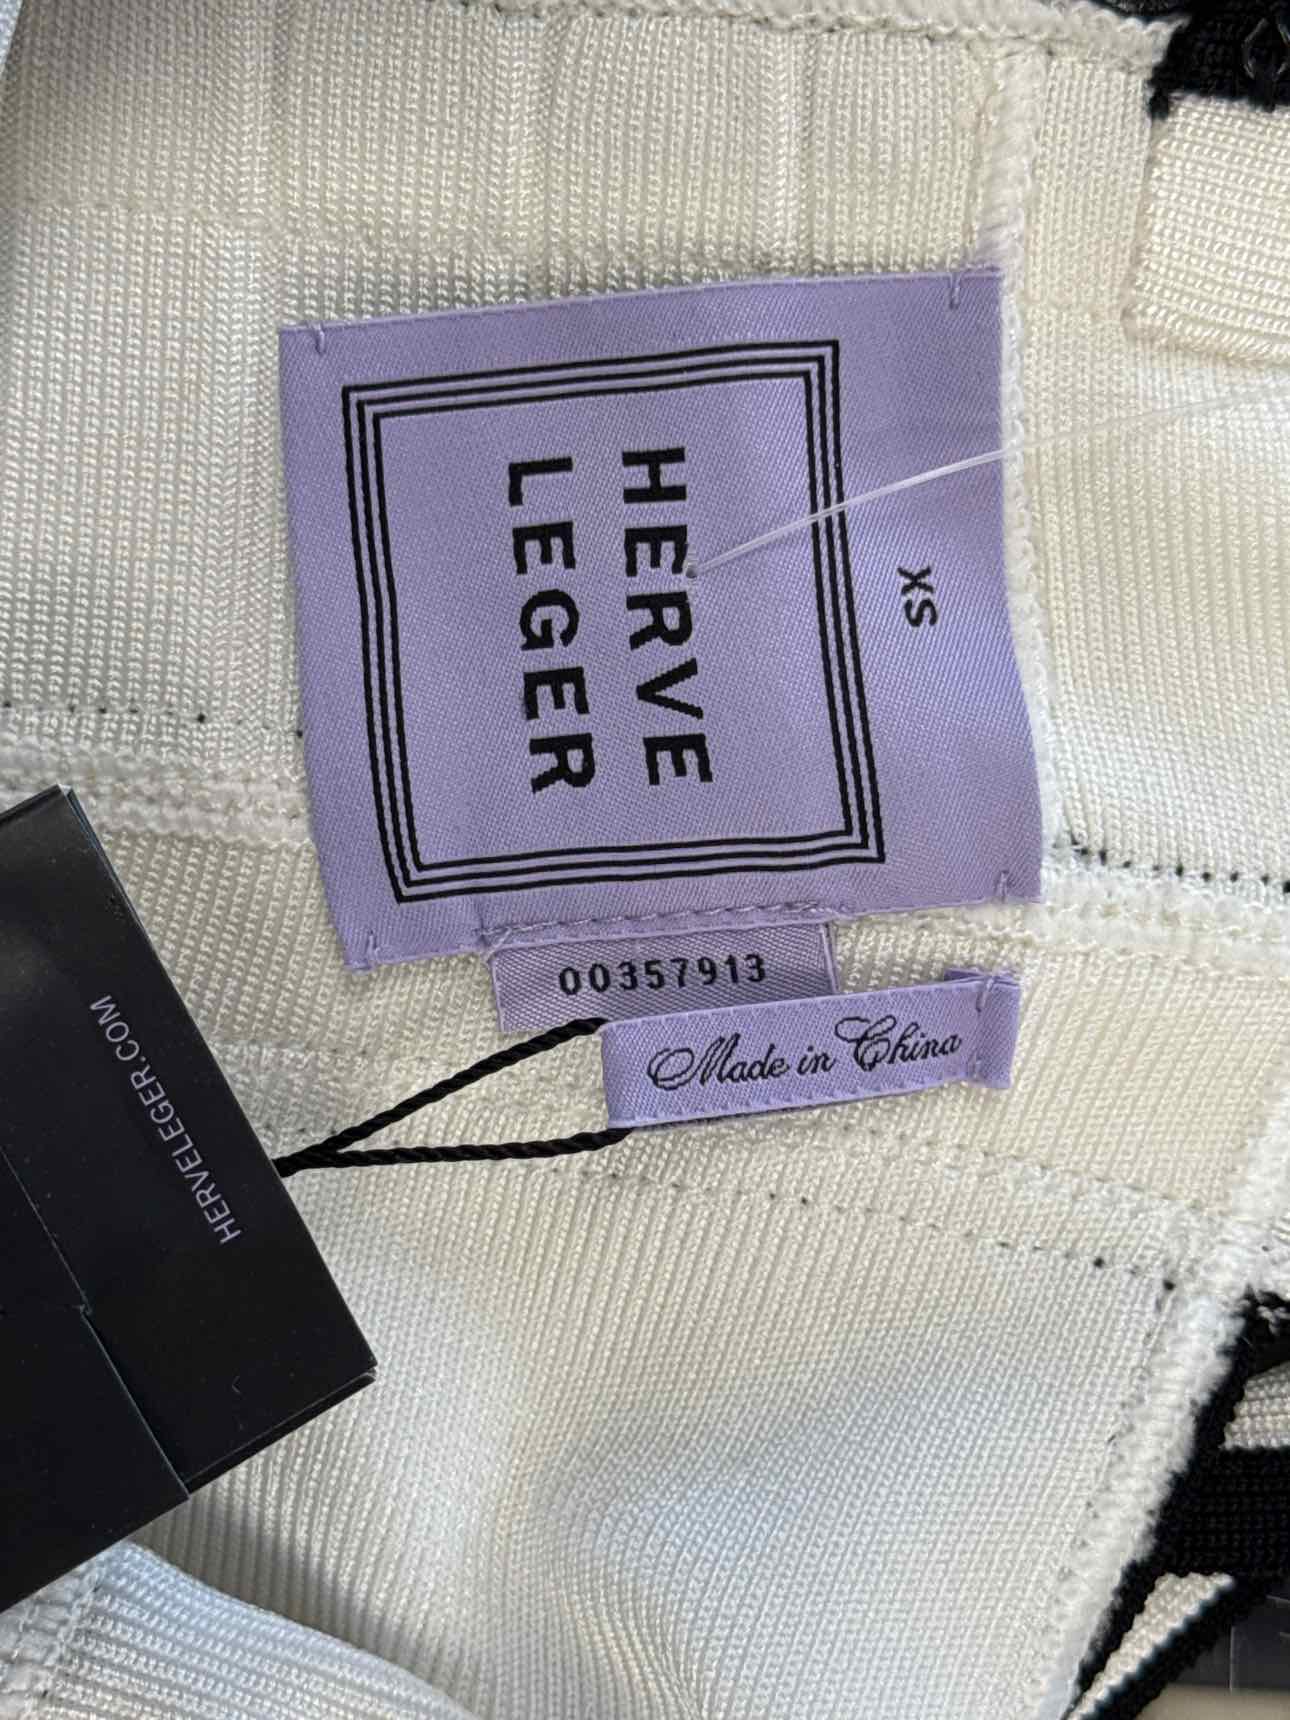 HERVE
LEGER
XS
00357913
Made in China
HERVELEGER.COM